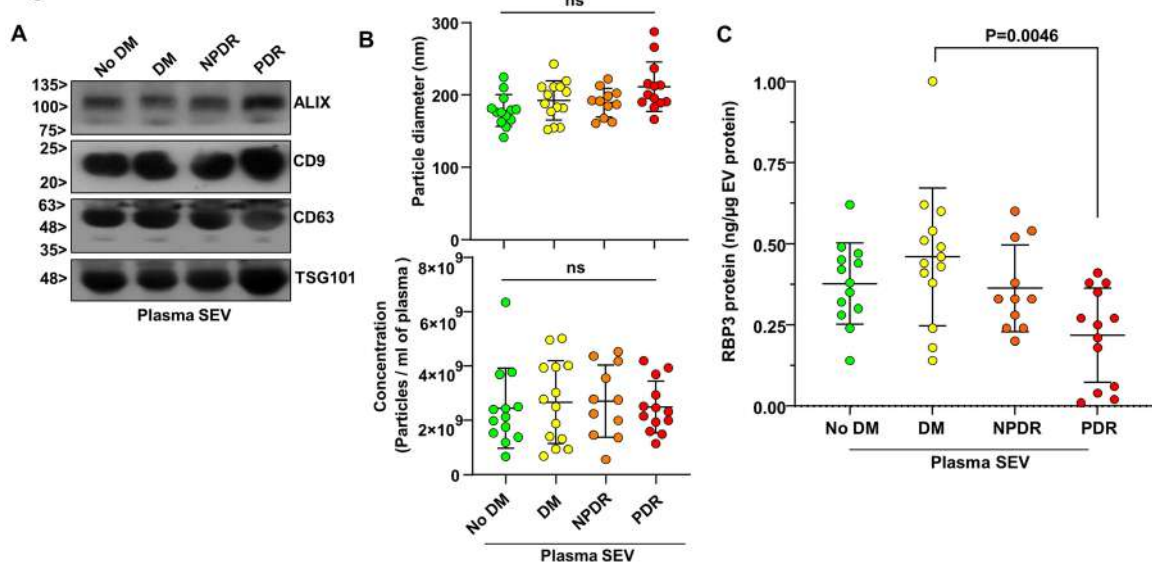 A
No DM
DM
NPDR
PDR
135>
100>
75>
ALIX
25>
20>
CD9
63>
48>
35>
CD63
48>
TSG101
Plasma SEV
B
ns
Particle diameter (nm)
300
200
100
0
ns
Concentration
(Particles / ml of plasma)
8×10⁹
6×10⁹
4×10⁹
2×10⁹
0
No DM
DM
NPDR
PDR
Plasma SEV
C
P=0.0046
RBP3 protein (ng/µg EV protein)
1.00
0.75
0.50
0.25
0.00
No DM
DM
NPDR
PDR
Plasma SEV